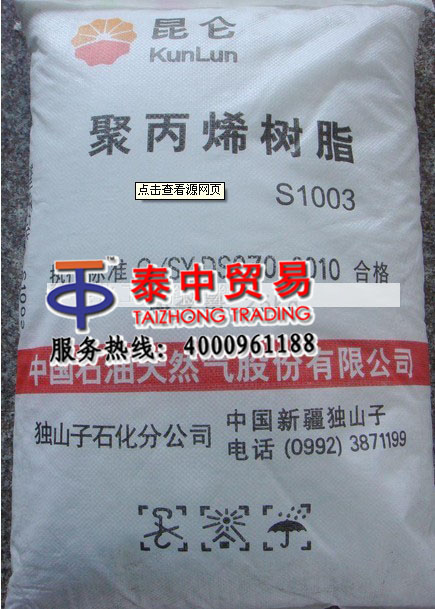 昆仑
KunLun
聚丙烯树脂
点击查看源网页
S1003
2010 合格
泰中贸易
TAIZHONG TRADING
服务热线：4000961188
中国石油天然气股份有限公司
独山子石化分公司
中国新疆独山子
电话 (0992) 3871199